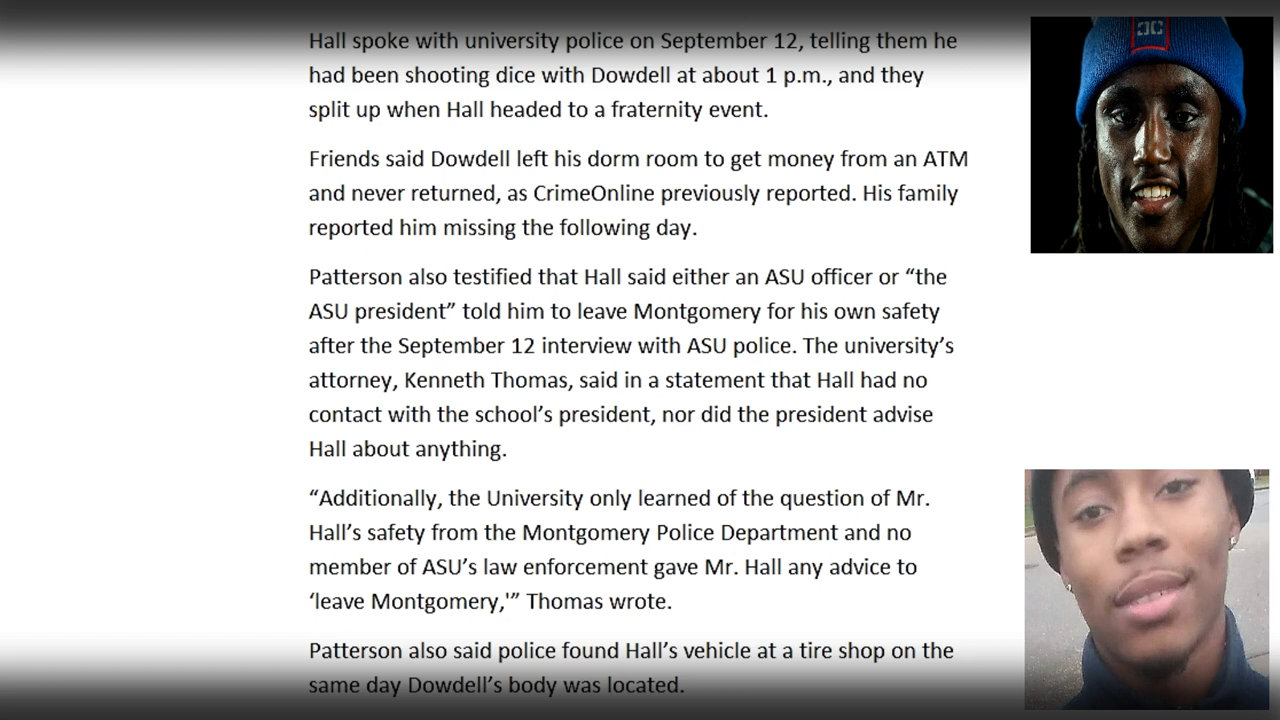 Hall spoke with university police on September 12, telling them he
had been shooting dice with Dowdell at about 1 p.m., and they
split up when Hall headed to a fraternity event.
Friends said Dowdell left his dorm room to get money from an ATM
and never returned, as CrimeOnline previously reported. His family
reported him missing the following day.
Patterson also testified that Hall said either an ASU officer or “the
ASU president” told him to leave Montgomery for his own safety
after the September 12 interview with ASU police. The university’s
attorney, Kenneth Thomas, said in a statement that Hall had no
contact with the school’s president, nor did the president advise
Hall about anything.
“Additionally, the University only learned of the question of Mr.
Hall’s safety from the Montgomery Police Department and no
member of ASU’s law enforcement gave Mr. Hall any advice to
‘leave Montgomery,'” Thomas wrote.
Patterson also said police found Hall’s vehicle at a tire shop on the
same day Dowdell’s body was located.